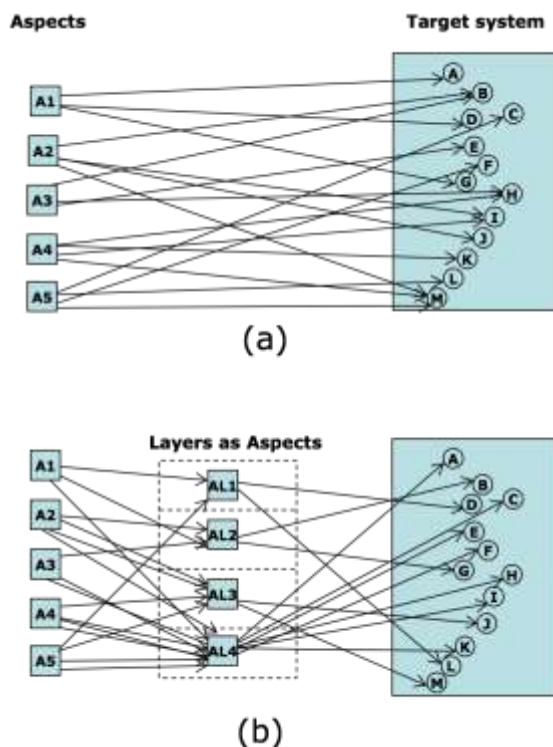 Aspects Target system
A
B
A1
C
D
A2
E
F
G
A3
H
I
A4
J
K
L
A5
M
(a)
Layers as Aspects
A1
A
AL1
B
C
A2
D
AL2
E
F
A3
G
H
AL3
I
A4
J
AL4
K
A5
L
M
(b)